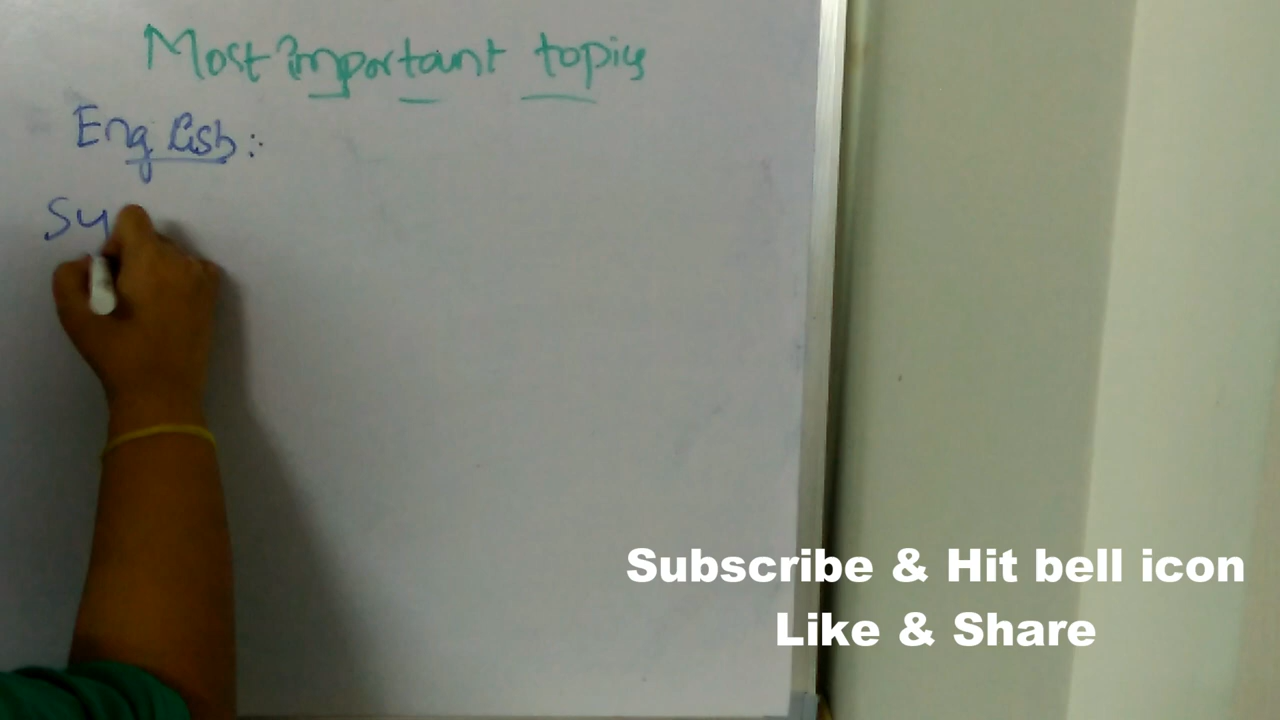 Most important topics
English:
Sy
Subscribe & Hit bell icon
Like & Share